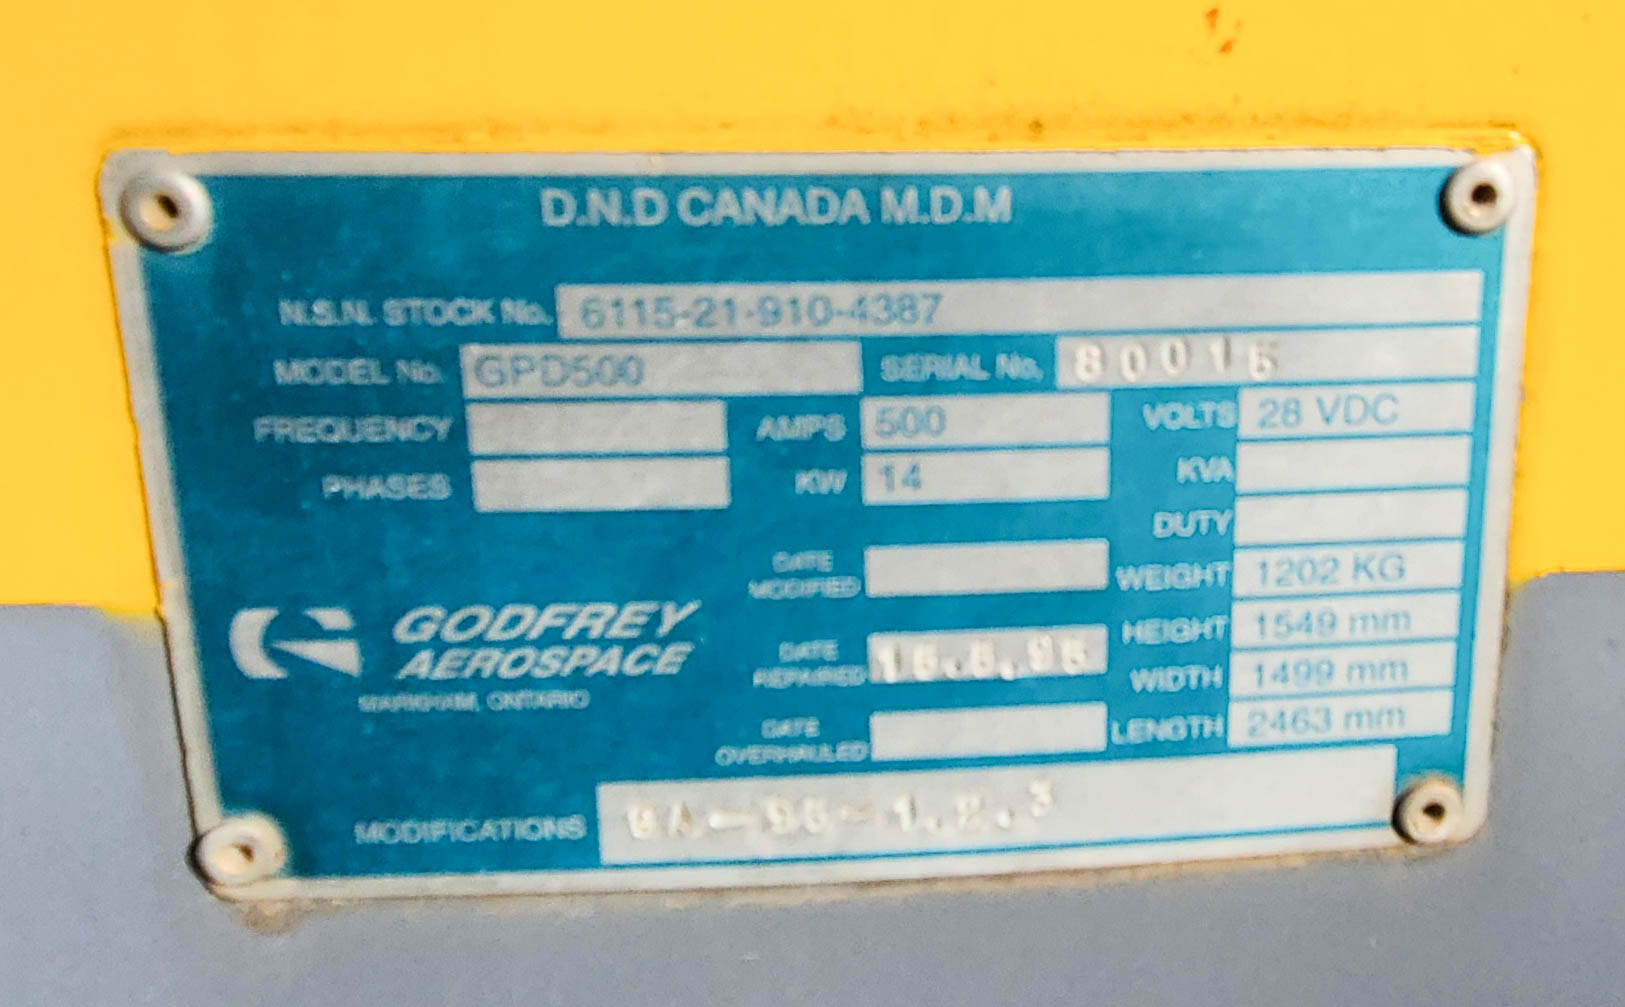 D.N.D CANADA M.D.M
N.S.N. STOCK No. 6115-21-910-4387
MODEL No. GPD500 SERIAL No. 80015
FREQUENCY AMPS 500 VOLTS 28 VDC
PHASES KW 14 KVA
DUTY
DATE MODIFIED WEIGHT 1202 KG
HEIGHT 1549 mm
DATE REPAIRED WIDTH 1499 mm
DATE OVERHAULED LENGTH 2463 mm
GODFREY
AEROSPACE
MARKHAM, ONTARIO
MODIFICATIONS